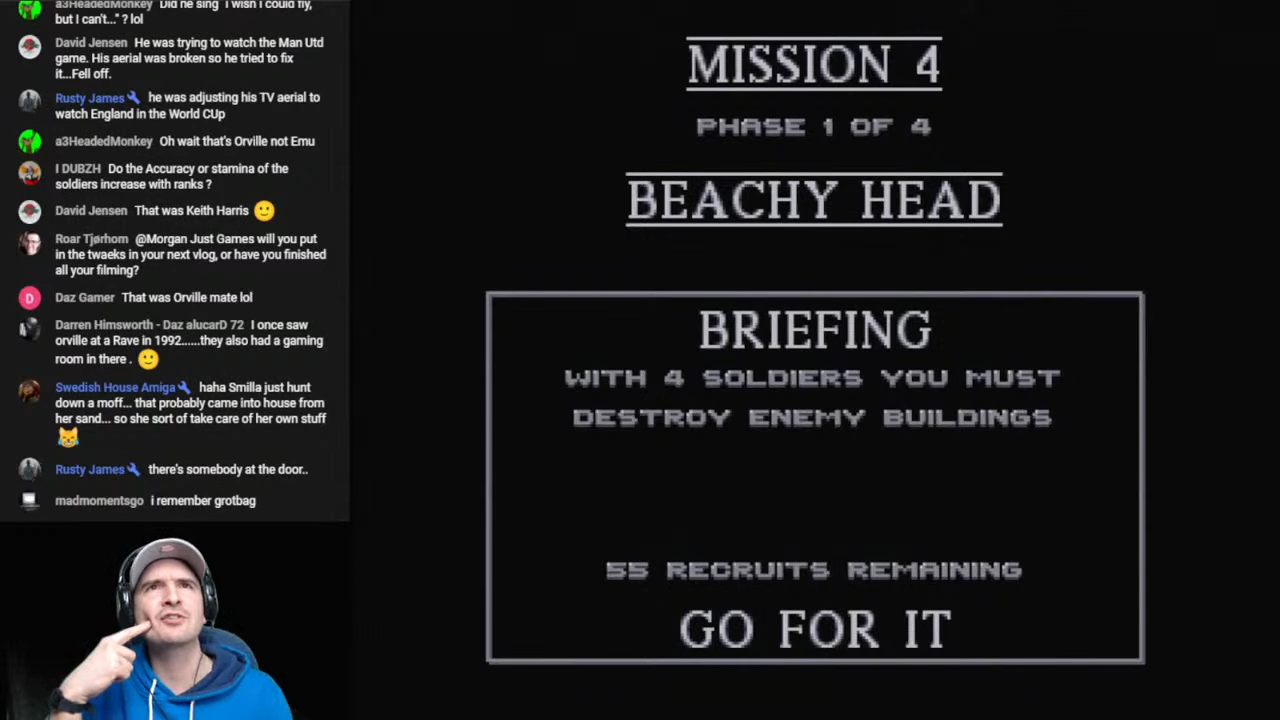 a3HeadedMonkey Did he sing "I wish i could fly,
but I can't..." ? lol
David Jensen He was trying to watch the Man Utd
game. His aerial was broken so he tried to fix
it...Fell off.
Rusty James he was adjusting his TV aerial to
watch England in the World CUp
a3HeadedMonkey Oh wait that's Orville not Emu
I DUBZH Do the Accuracy or stamina of the
soldiers increase with ranks ?
David Jensen That was Keith Harris 🙂
Roar Tjørhom @Morgan Just Games will you put
in the twaeks in your next vlog, or have you finished
all your filming?
D
Daz Gamer That was Orville mate lol
Darren Himsworth - Daz alucarD 72 I once saw
orville at a Rave in 1992......they also had a gaming
room in there . 🙂
Swedish House Amiga haha Smilla just hunt
down a moff... that probably came into house from
her sand... so she sort of take care of her own stuff
😹
Rusty James there's somebody at the door..
madmomentsgo i remember grotbag
MISSION 4
PHASE 1 OF 4
BEACHY HEAD
BRIEFING
WITH 4 SOLDIERS YOU MUST
DESTROY ENEMY BUILDINGS
55 RECRUITS REMAINING
GO FOR IT